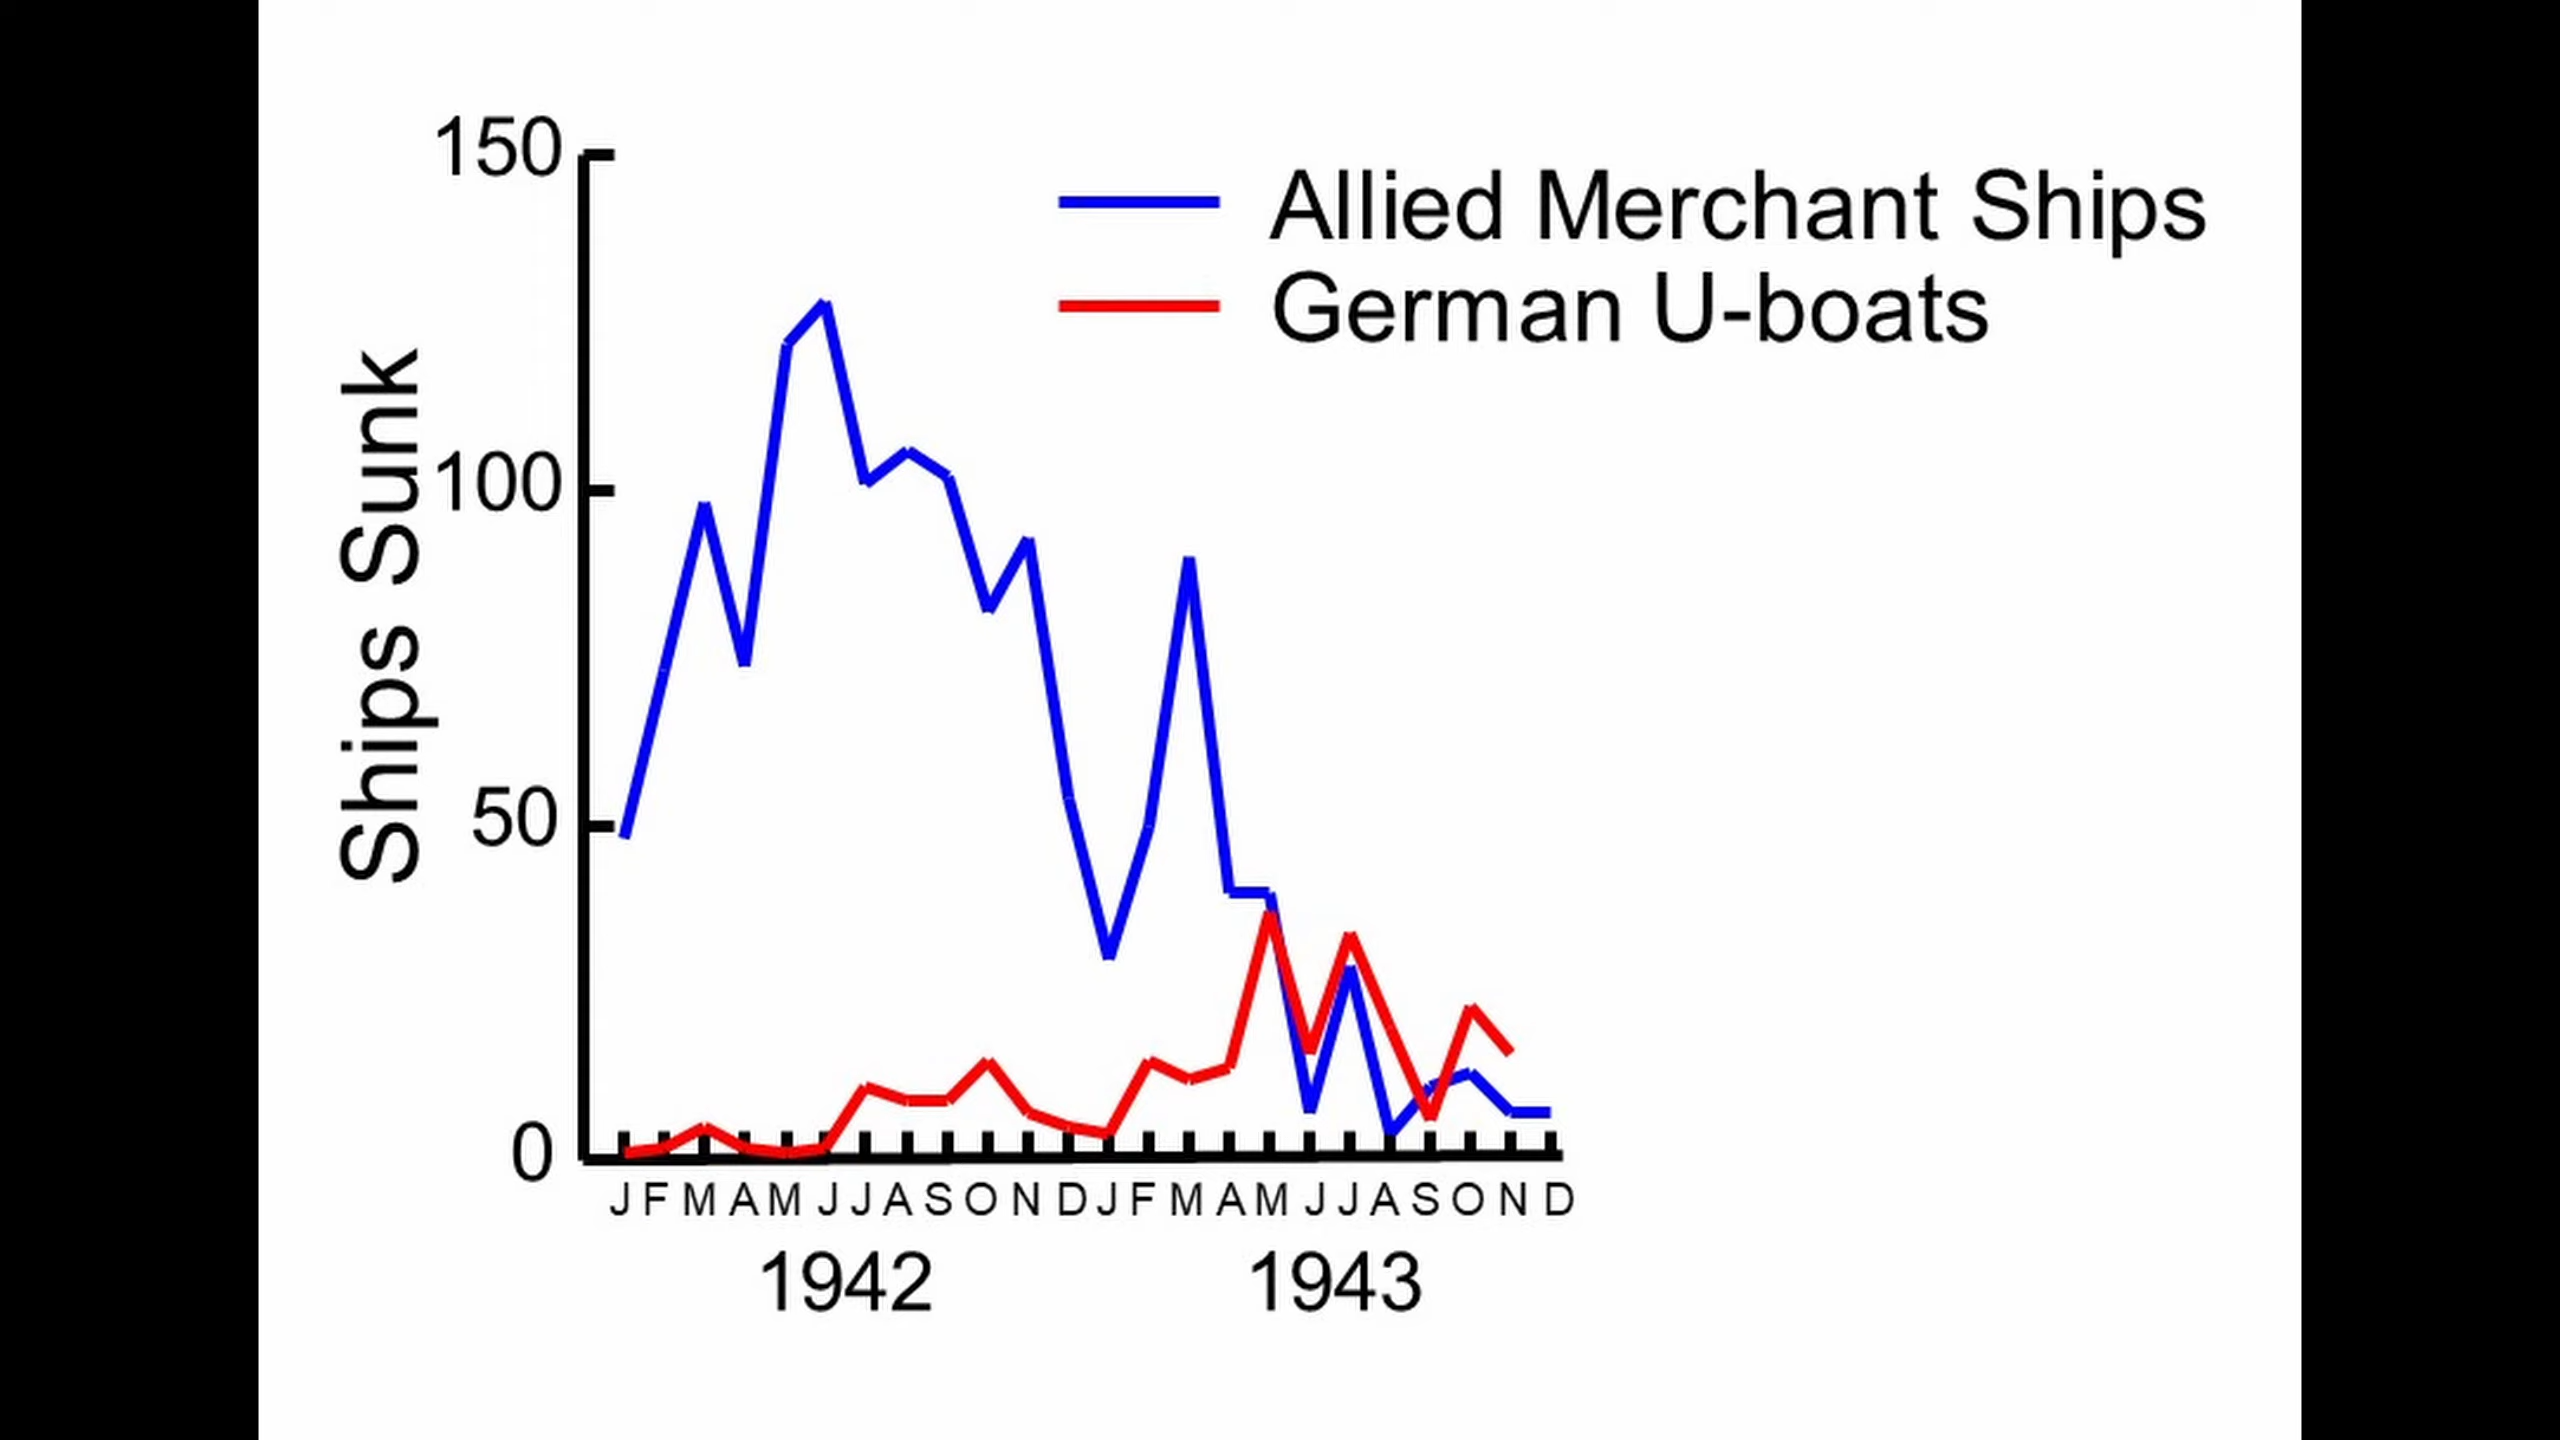 150
Allied Merchant Ships
German U-boats
Ships Sunk
100
50
0
J F M A M J J A S O N D J F M A M J J A S O N D
1942 1943